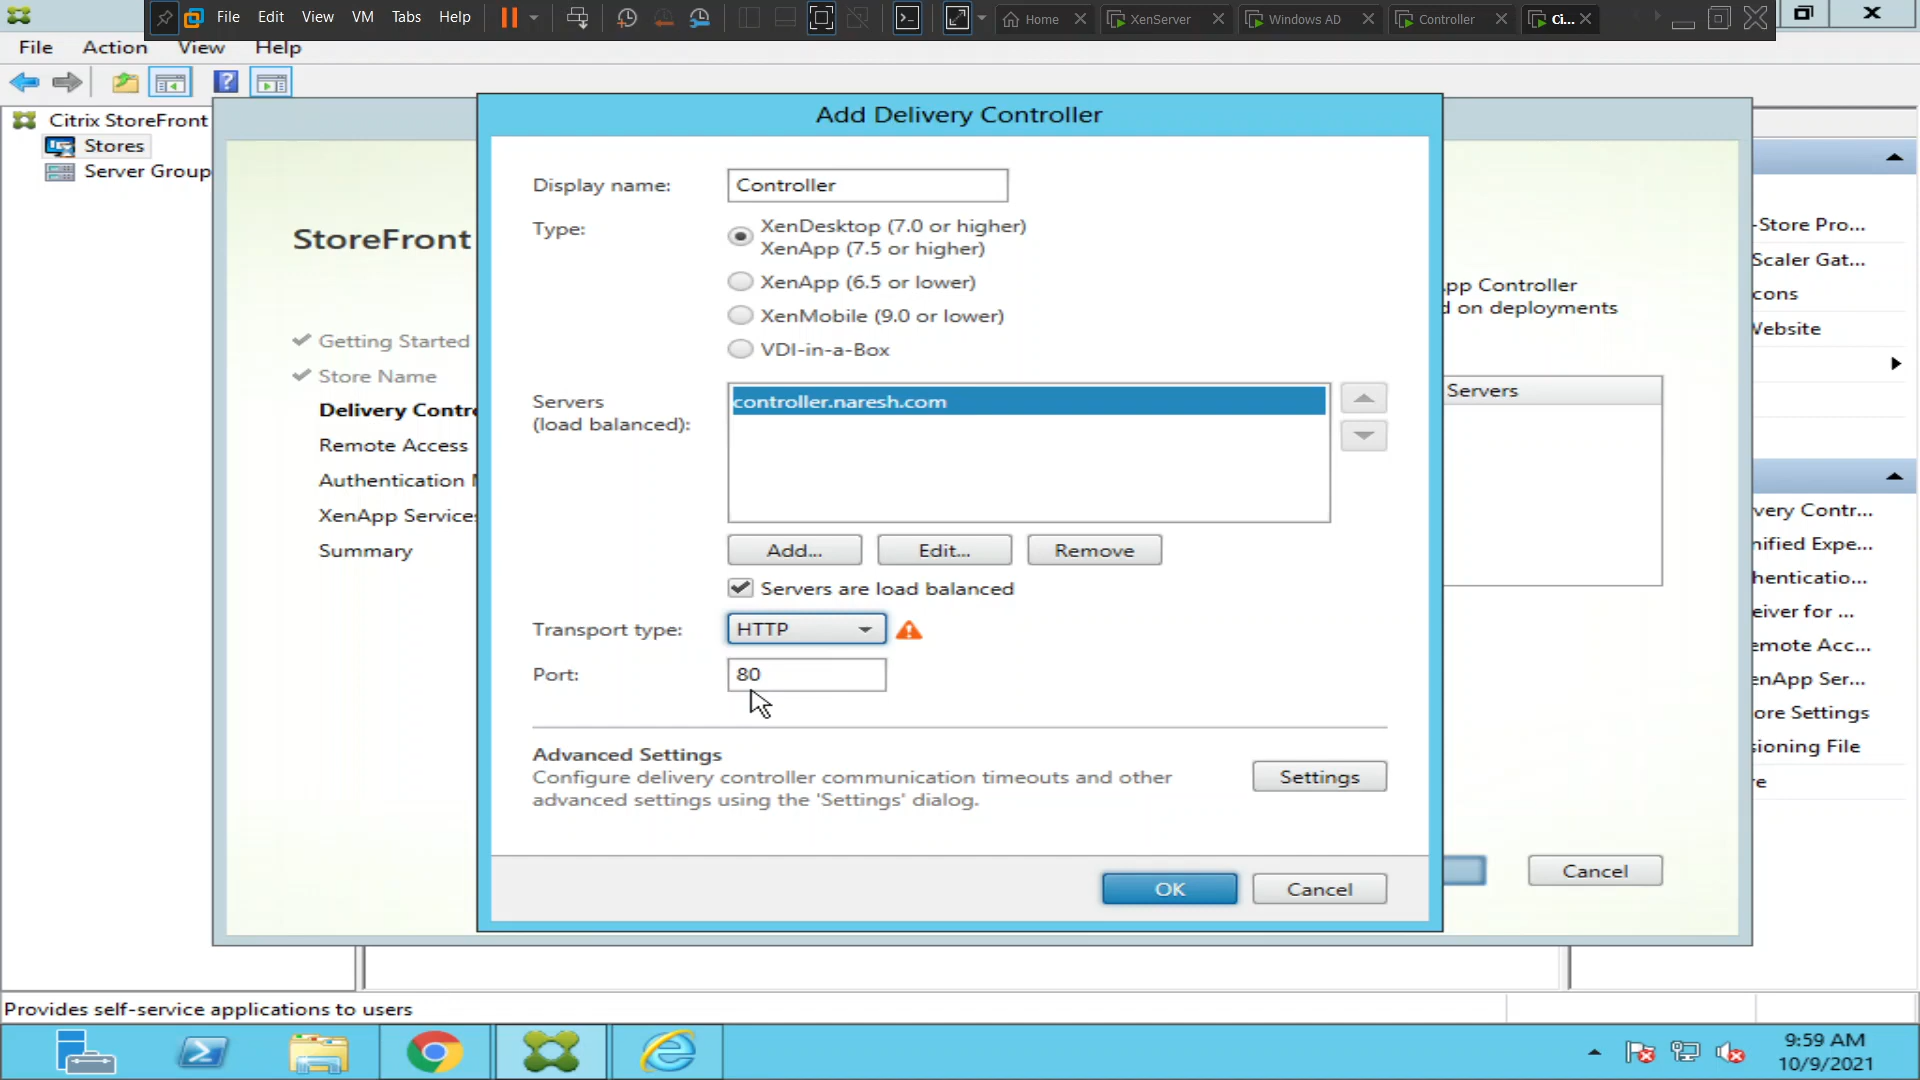 File Edit View VM Tabs Help Home XenServer Windows AD Controller Ci...
File Action View Help
Citrix StoreFront
Stores
Server Group
StoreFront
Getting Started
Store Name
Delivery Contro
Remote Access
Authentication M
XenApp Services
Summary
Add Delivery Controller
Display name: Controller
Type:
XenDesktop (7.0 or higher)
XenApp (7.5 or higher)
XenApp (6.5 or lower)
XenMobile (9.0 or lower)
VDI-in-a-Box
Servers
(load balanced):
controller.naresh.com
Add... Edit... Remove
Servers are load balanced
Transport type: HTTP
Port: 80
Advanced Settings
Configure delivery controller communication timeouts and other
advanced settings using the 'Settings' dialog.
Settings
OK Cancel
pp Controller
d on deployments
Servers
Cancel
-Store Pro...
Scaler Gat...
cons
Website
very Contr...
nified Expe...
henticatio...
eiver for ...
emote Acc...
enApp Ser...
ore Settings
sioning File
re
Provides self-service applications to users
9:59 AM
10/9/2021